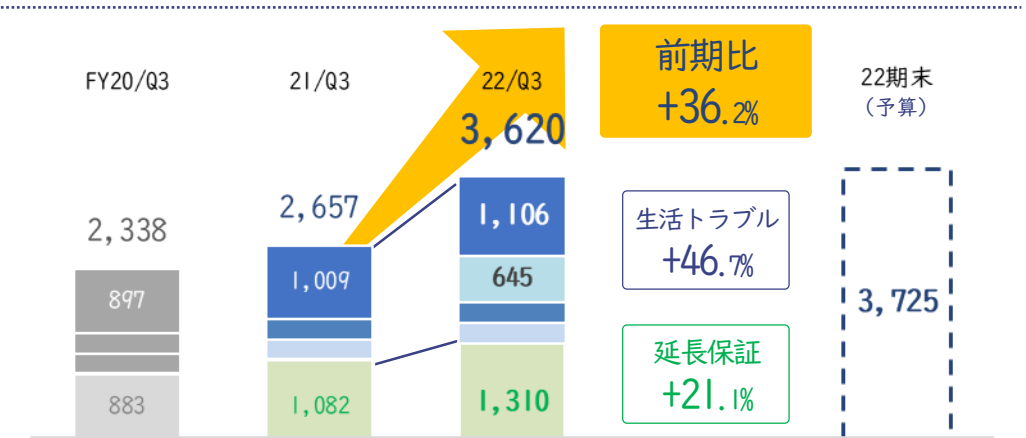 FY20/Q3
21/Q3
22/Q3
前期比
+36.2%
22期末
(予算)
3,620
2,657
2,338
1,106
生活トラブル
+46.7%
1,009
645
897
3,725
延長保証
+21.1%
883
1,082
1,310